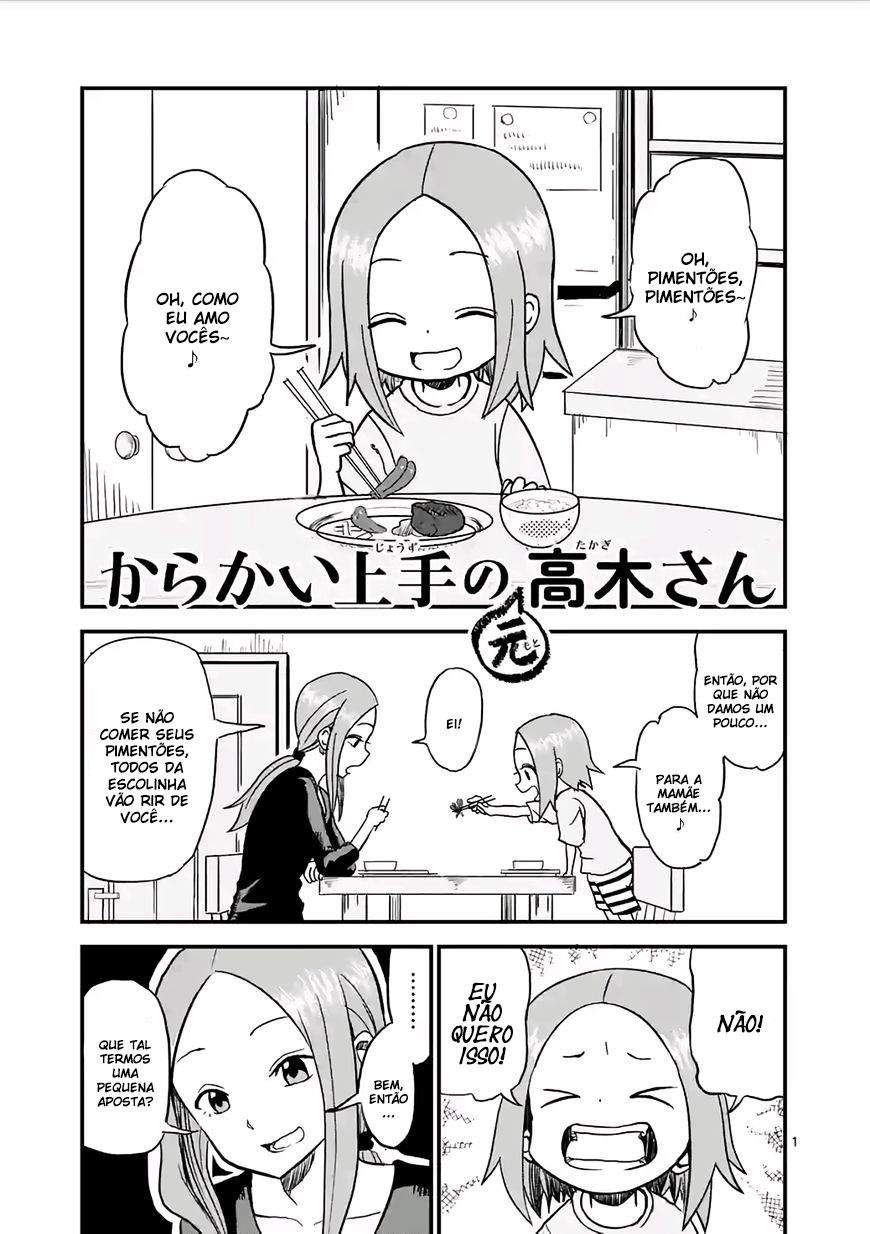 OH,
PIMENTÕES,
PIMENTÕES~
♪
OH, COMO
EU AMO
VOCÊS~
♪
じょうず たかぎ
からかい上手の高木さん
元
もと
ENTÃO, POR
QUE NÃO
DAMOS UM
POUCO...
PARA A
MAMÃE
TAMBÉM...
♪
EI!
SE NÃO
COMER SEUS
PIMENTÕES,
TODOS DA
ESCOLINHA
VÃO RIR DE
VOCÊ...
NÃO!
EU
NÃO
QUERO
ISSO!
.........
BEM,
ENTÃO
...
QUE TAL
TERMOS
UMA
PEQUENA
APOSTA?
1